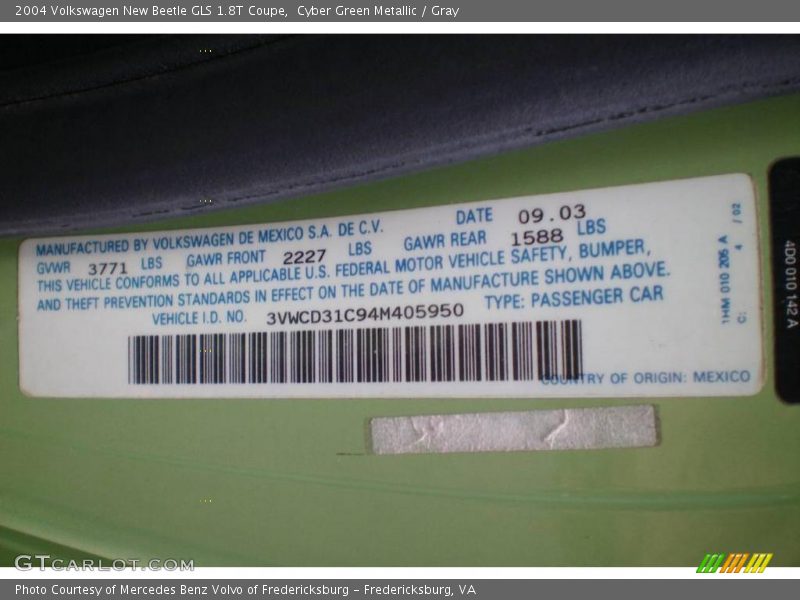 2004 Volkswagen New Beetle GLS 1.8T Coupe, Cyber Green Metallic / Gray
MANUFACTURED BY VOLKSWAGEN DE MEXICO S.A. DE C.V. DATE 09.03
GVWR 3771 LBS GAWR FRONT 2227 LBS GAWR REAR 1588 LBS
THIS VEHICLE CONFORMS TO ALL APPLICABLE U.S. FEDERAL MOTOR VEHICLE SAFETY, BUMPER,
AND THEFT PREVENTION STANDARDS IN EFFECT ON THE DATE OF MANUFACTURE SHOWN ABOVE.
VEHICLE I.D. NO. 3VWCD31C94M405950 TYPE: PASSENGER CAR
COUNTRY OF ORIGIN: MEXICO
1HM 010 205 A
C: 4 / 02
4D0 010 142 A
GTCARLOT.COM
Photo Courtesy of Mercedes Benz Volvo of Fredericksburg – Fredericksburg, VA